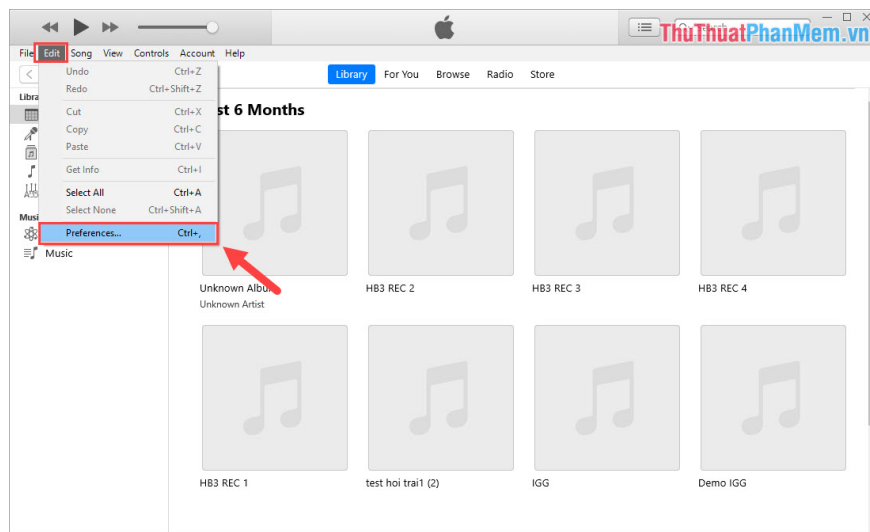 Search
ThuThuatPhanMem.vn
File Edit Song View Controls Account Help
Library For You Browse Radio Store
Undo Ctrl+Z
Redo Ctrl+Shift+Z
Cut Ctrl+X
Copy Ctrl+C
Paste Ctrl+V
Get Info Ctrl+I
Select All Ctrl+A
Select None Ctrl+Shift+A
Preferences... Ctrl+,
Libra
Musi
Music
st 6 Months
Unknown Album
Unknown Artist
HB3 REC 2
HB3 REC 3
HB3 REC 4
HB3 REC 1
test hoi trai1 (2)
IGG
Demo IGG